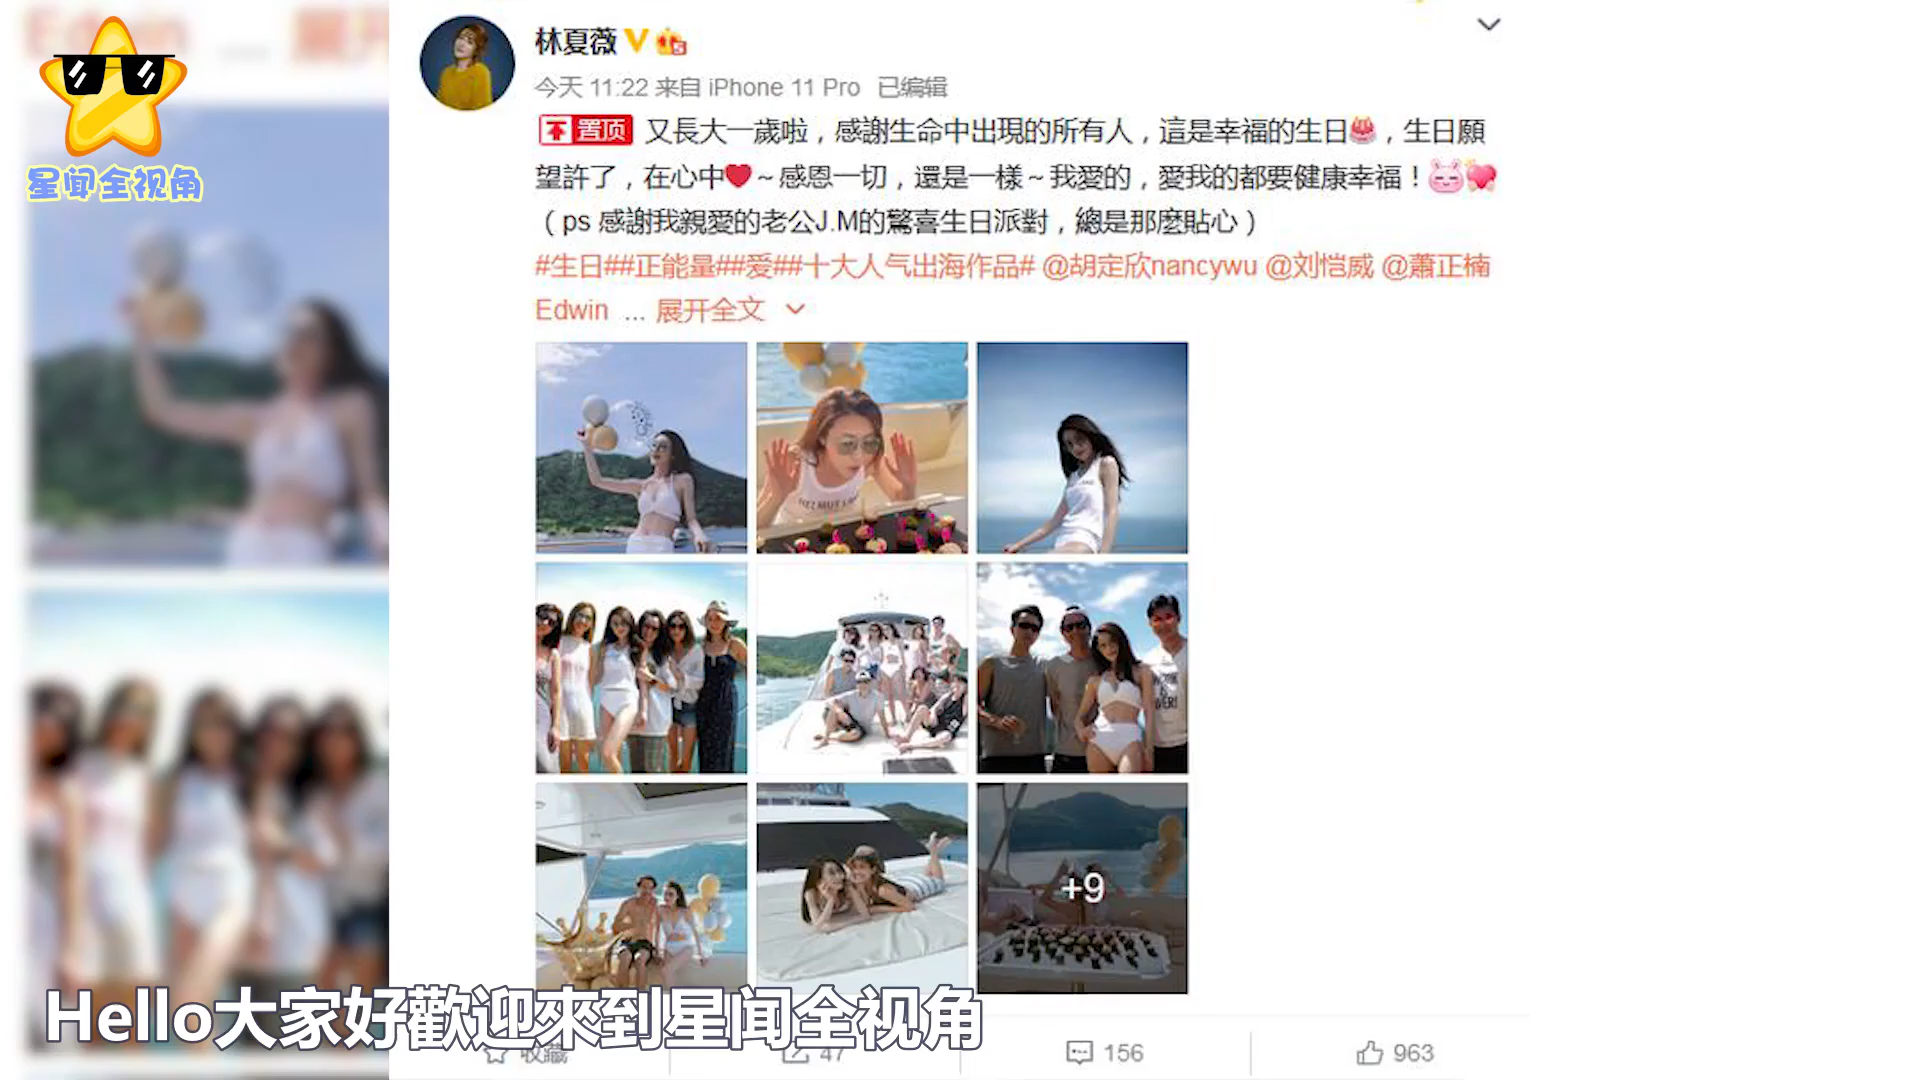 林夏薇
今天 11:22 来自 iPhone 11 Pro 已编辑
置顶 又長大一歲啦，感謝生命中出現的所有人，這是幸福的生日，生日願
望許了，在心中～感恩一切，還是一樣～我愛的，愛我的都要健康幸福！
（ps 感謝我親愛的老公J.M的驚喜生日派對，總是那麼貼心）
#生日##正能量##爱##十大人气出海作品# @胡定欣nancywu @刘恺威 @蕭正楠
Edwin ... 展开全文
星闻全视角
+9
Hello大家好歡迎來到星闻全视角
收藏
47
156
963